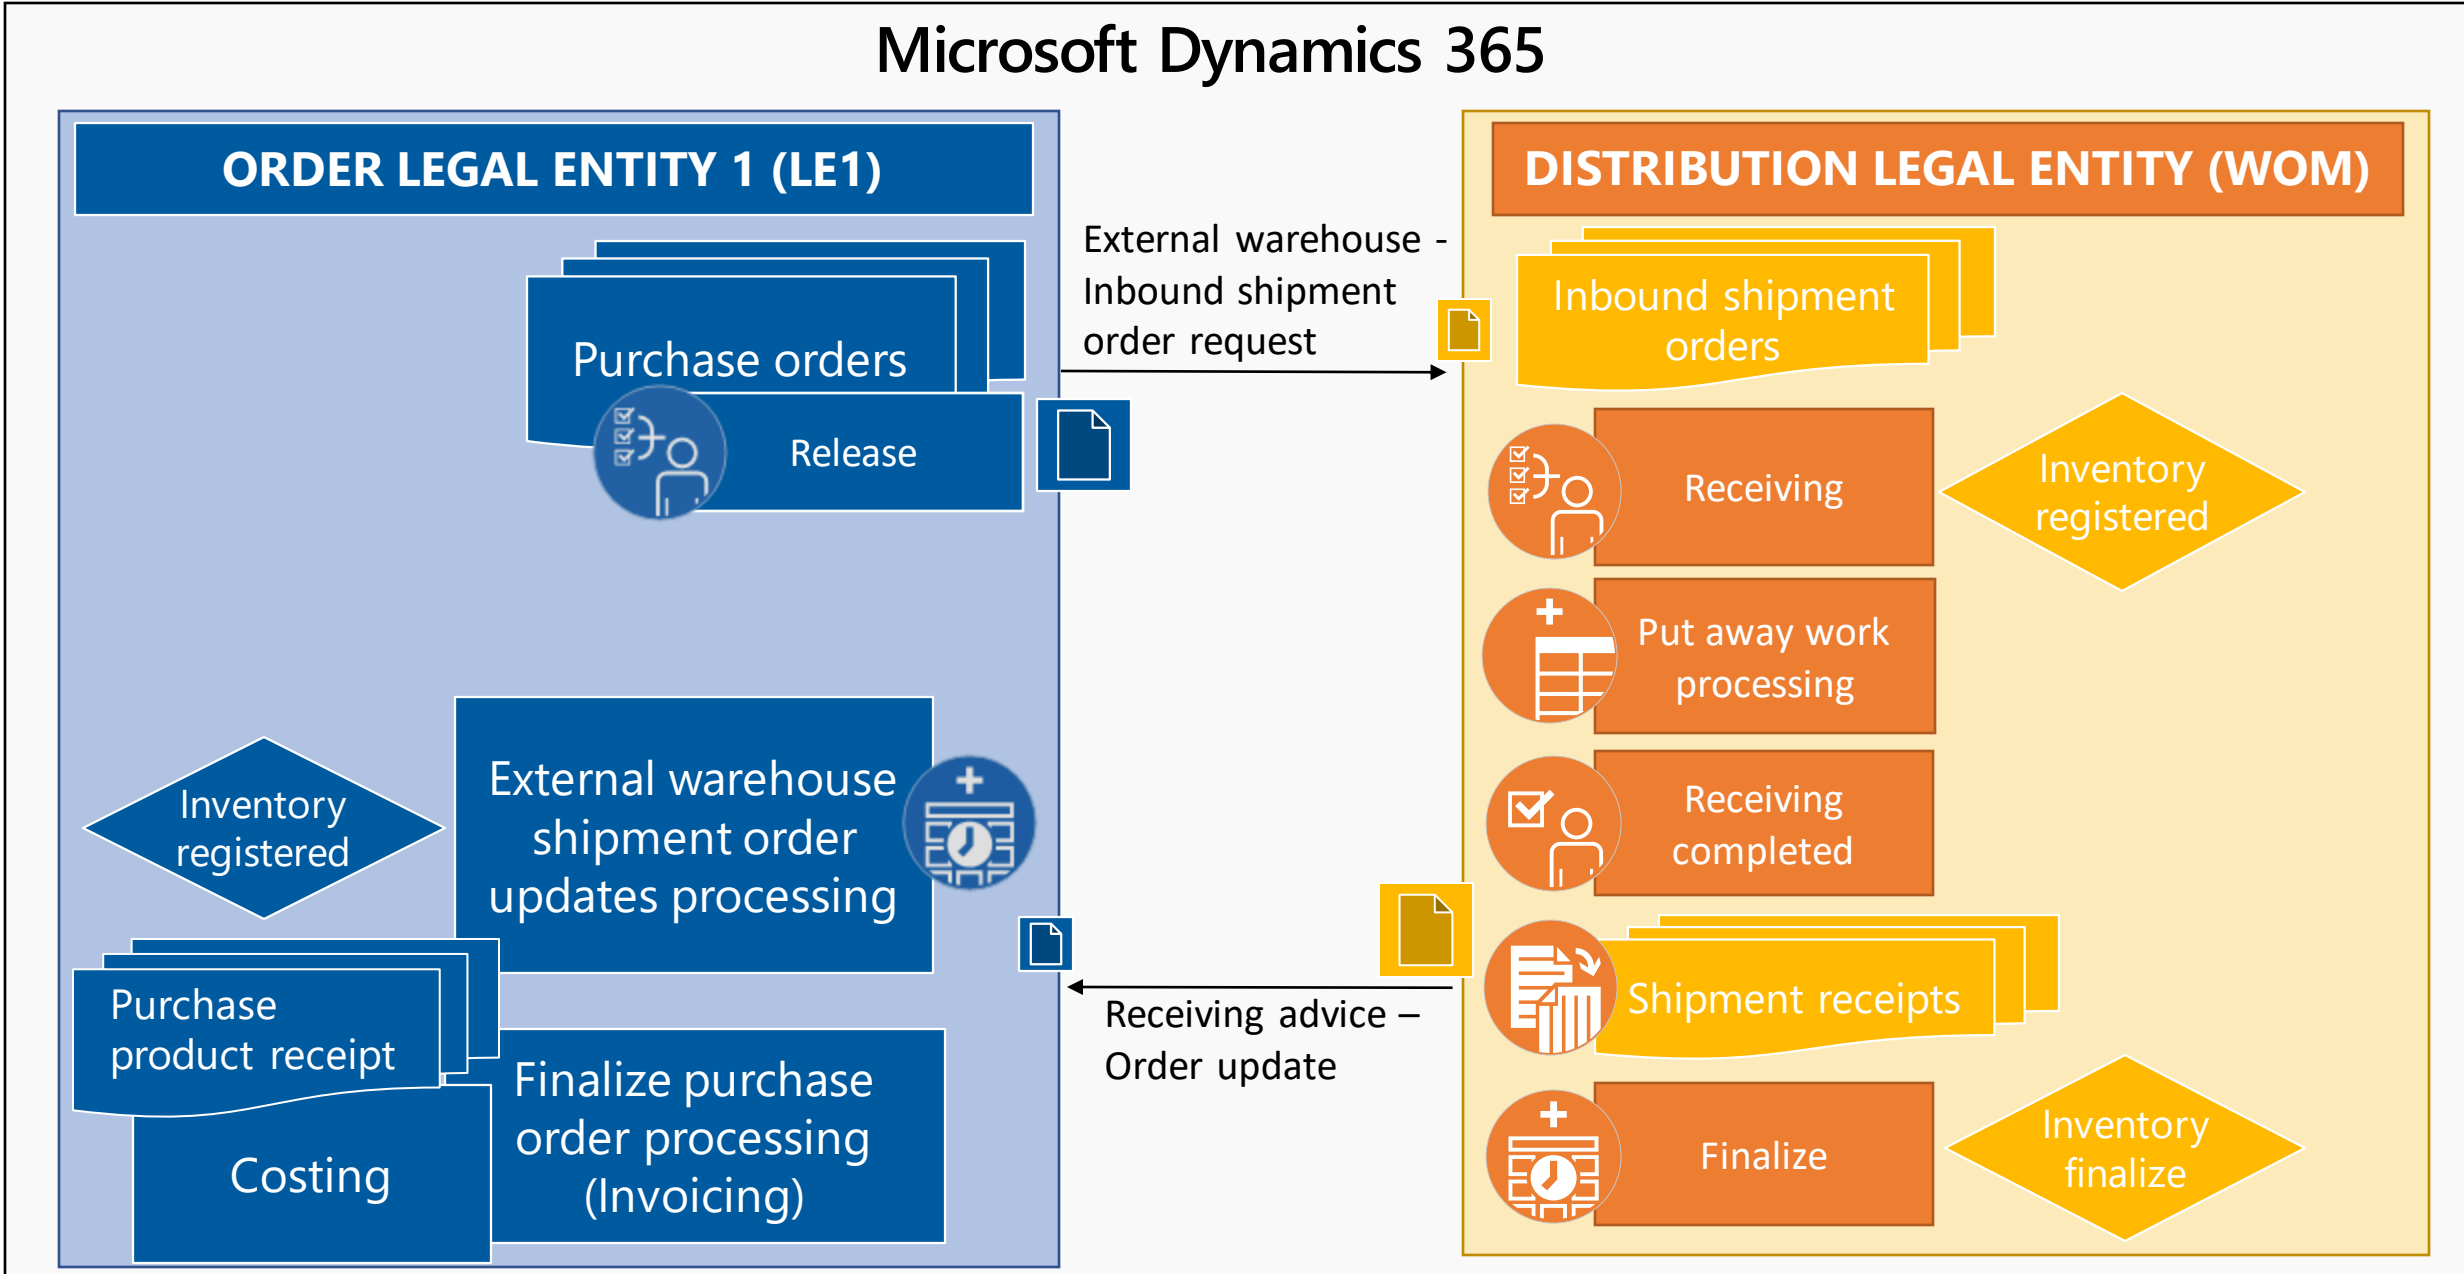 Microsoft Dynamics 365
ORDER LEGAL ENTITY 1 (LE1)
Purchase orders
Release
External warehouse
shipment order
updates processing
Inventory
registered
Purchase
product receipt
Finalize purchase
order processing
(Invoicing)
Costing
External warehouse -
Inbound shipment
order request
Receiving advice –
Order update
DISTRIBUTION LEGAL ENTITY (WOM)
Inbound shipment
orders
Receiving
Inventory
registered
Put away work
processing
Receiving
completed
Shipment receipts
Finalize
Inventory
finalize